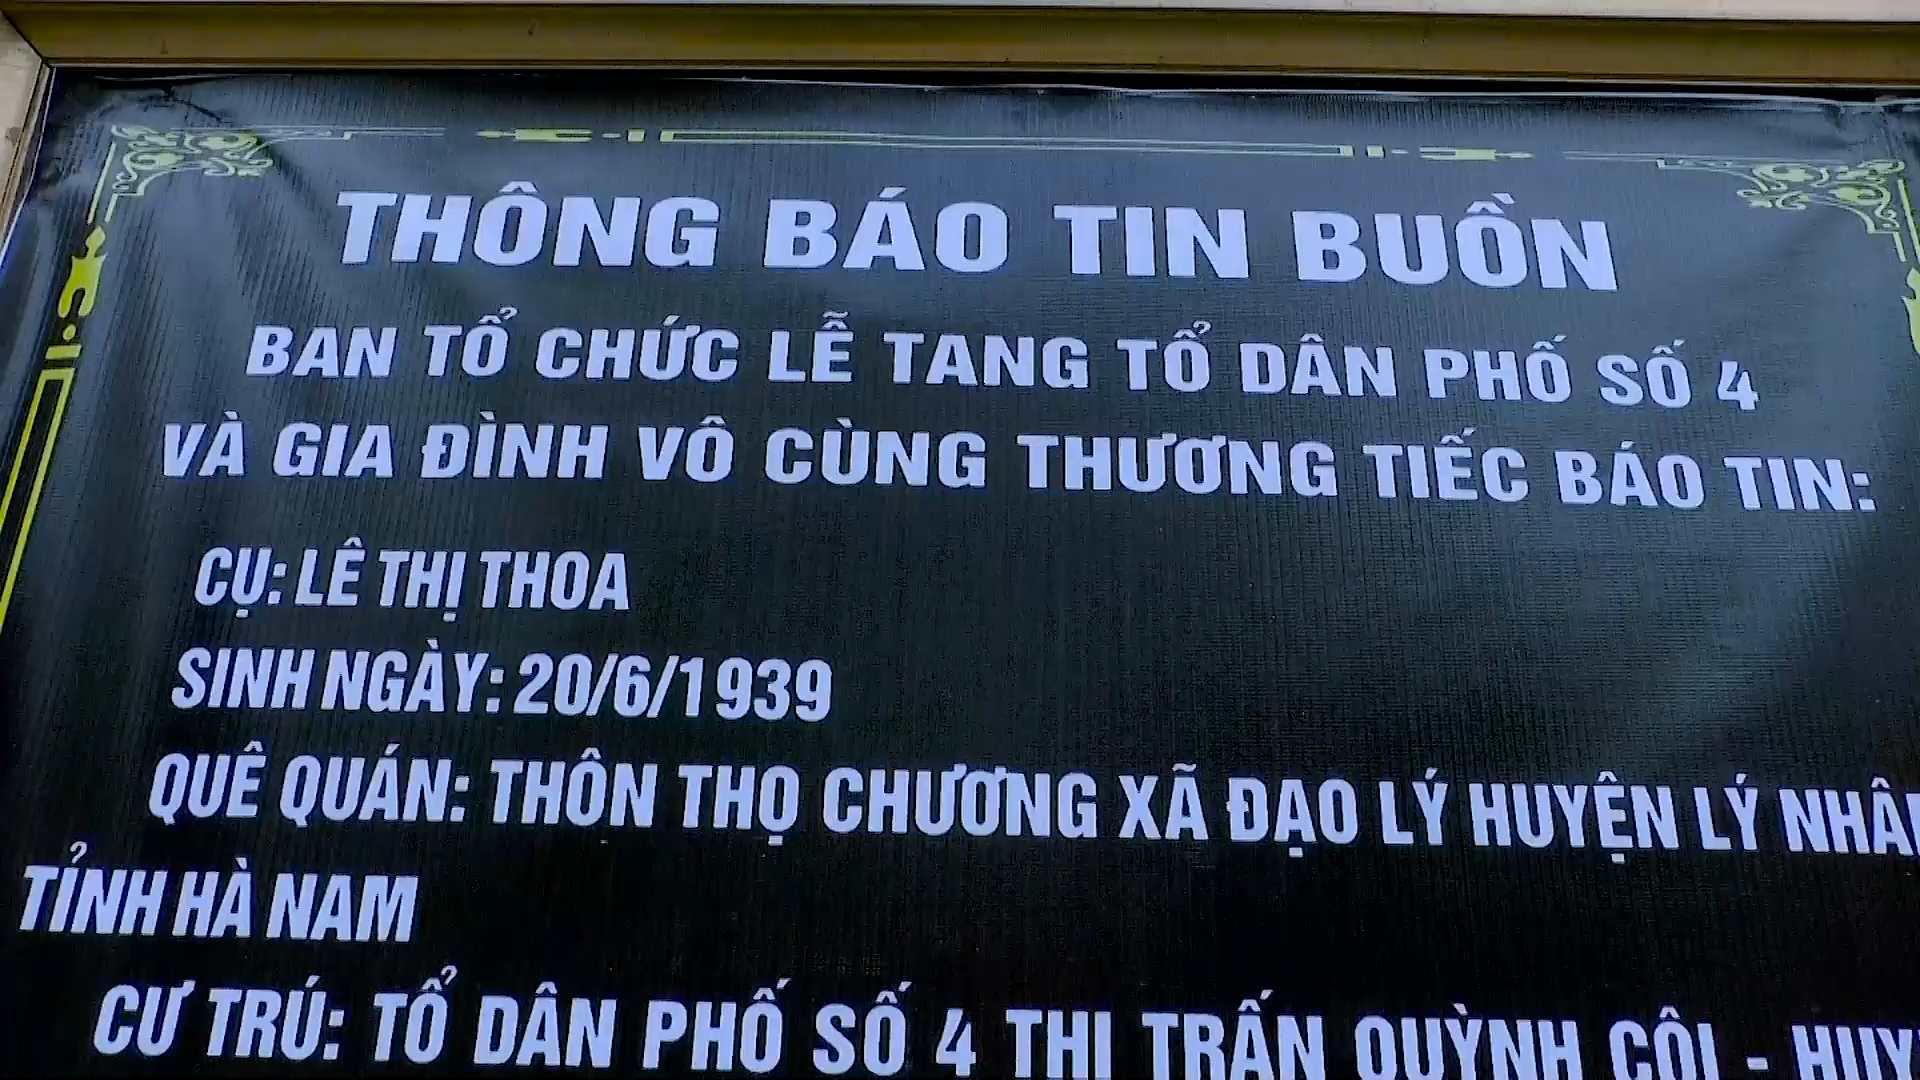 THÔNG BÁO TIN BUỒN
BAN TỔ CHỨC LỄ TANG TỔ DÂN PHỐ SỐ 4
VÀ GIA ĐÌNH VÔ CÙNG THƯƠNG TIẾC BÁO TIN:
CỤ: LÊ THỊ THOA
SINH NGÀY: 20/6/1939
QUÊ QUÁN: THÔN THỌ CHƯƠNG XÃ ĐẠO LÝ HUYỆN LÝ NHÂN
TỈNH HÀ NAM
CƯ TRÚ: TỔ DÂN PHỐ SỐ 4 THỊ TRẤN QUỲNH CÔI -